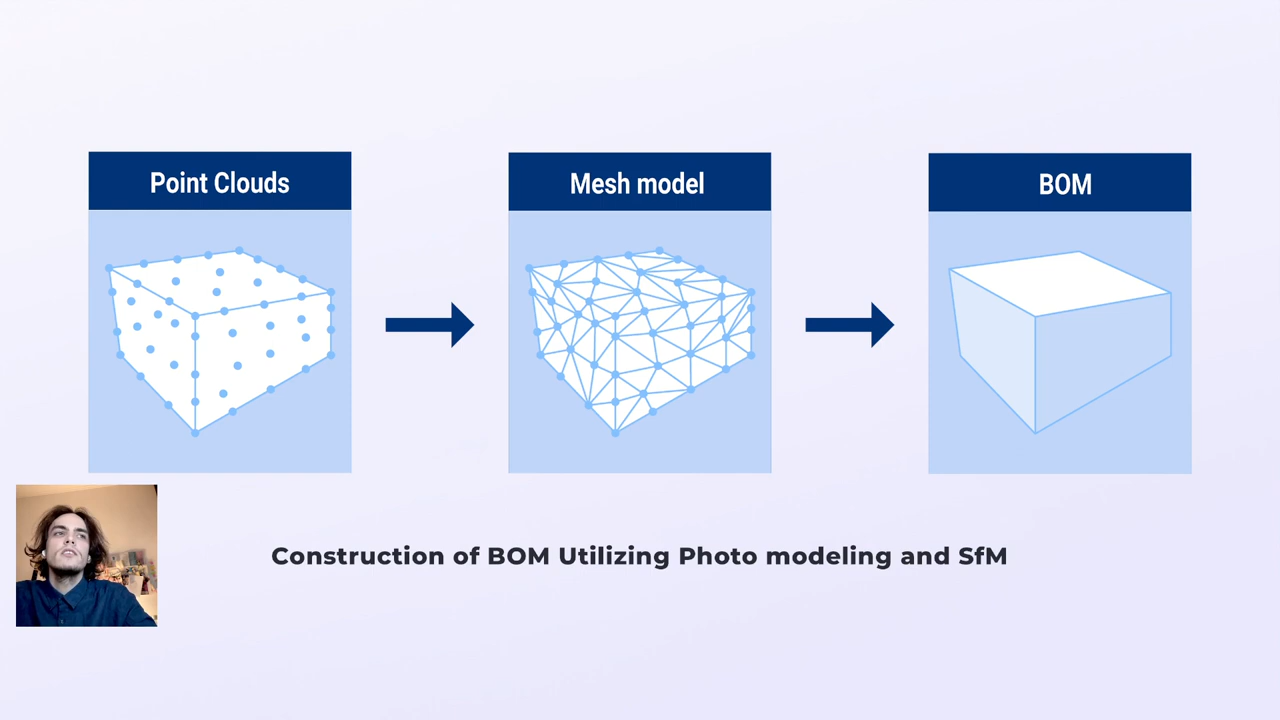 Point Clouds
Mesh model
BOM
Construction of BOM Utilizing Photo modeling and SfM